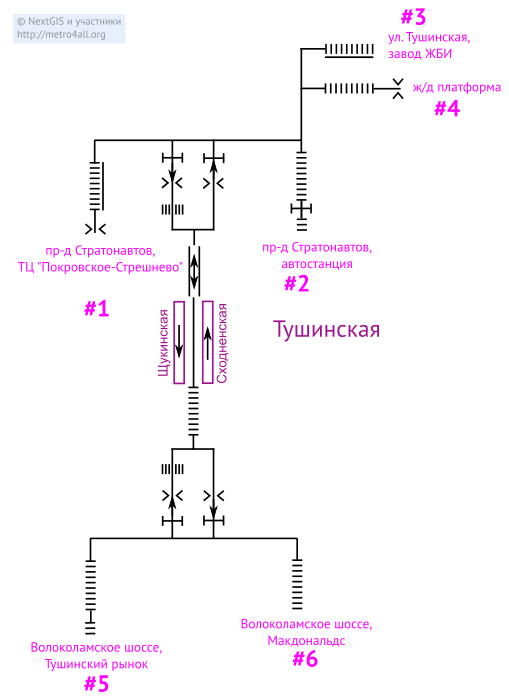 © NextGIS и участники
http://metro4all.org
#3
ул. Тушинская,
завод ЖБИ
ж/д платформа
#4
пр-д Стратонавтов,
ТЦ "Покровское-Стрешнево"
#1
пр-д Стратонавтов,
автостанция
#2
Щукинская
Сходненская
Тушинская
Волоколамское шоссе,
Тушинский рынок
#5
Волоколамское шоссе,
Макдональдс
#6